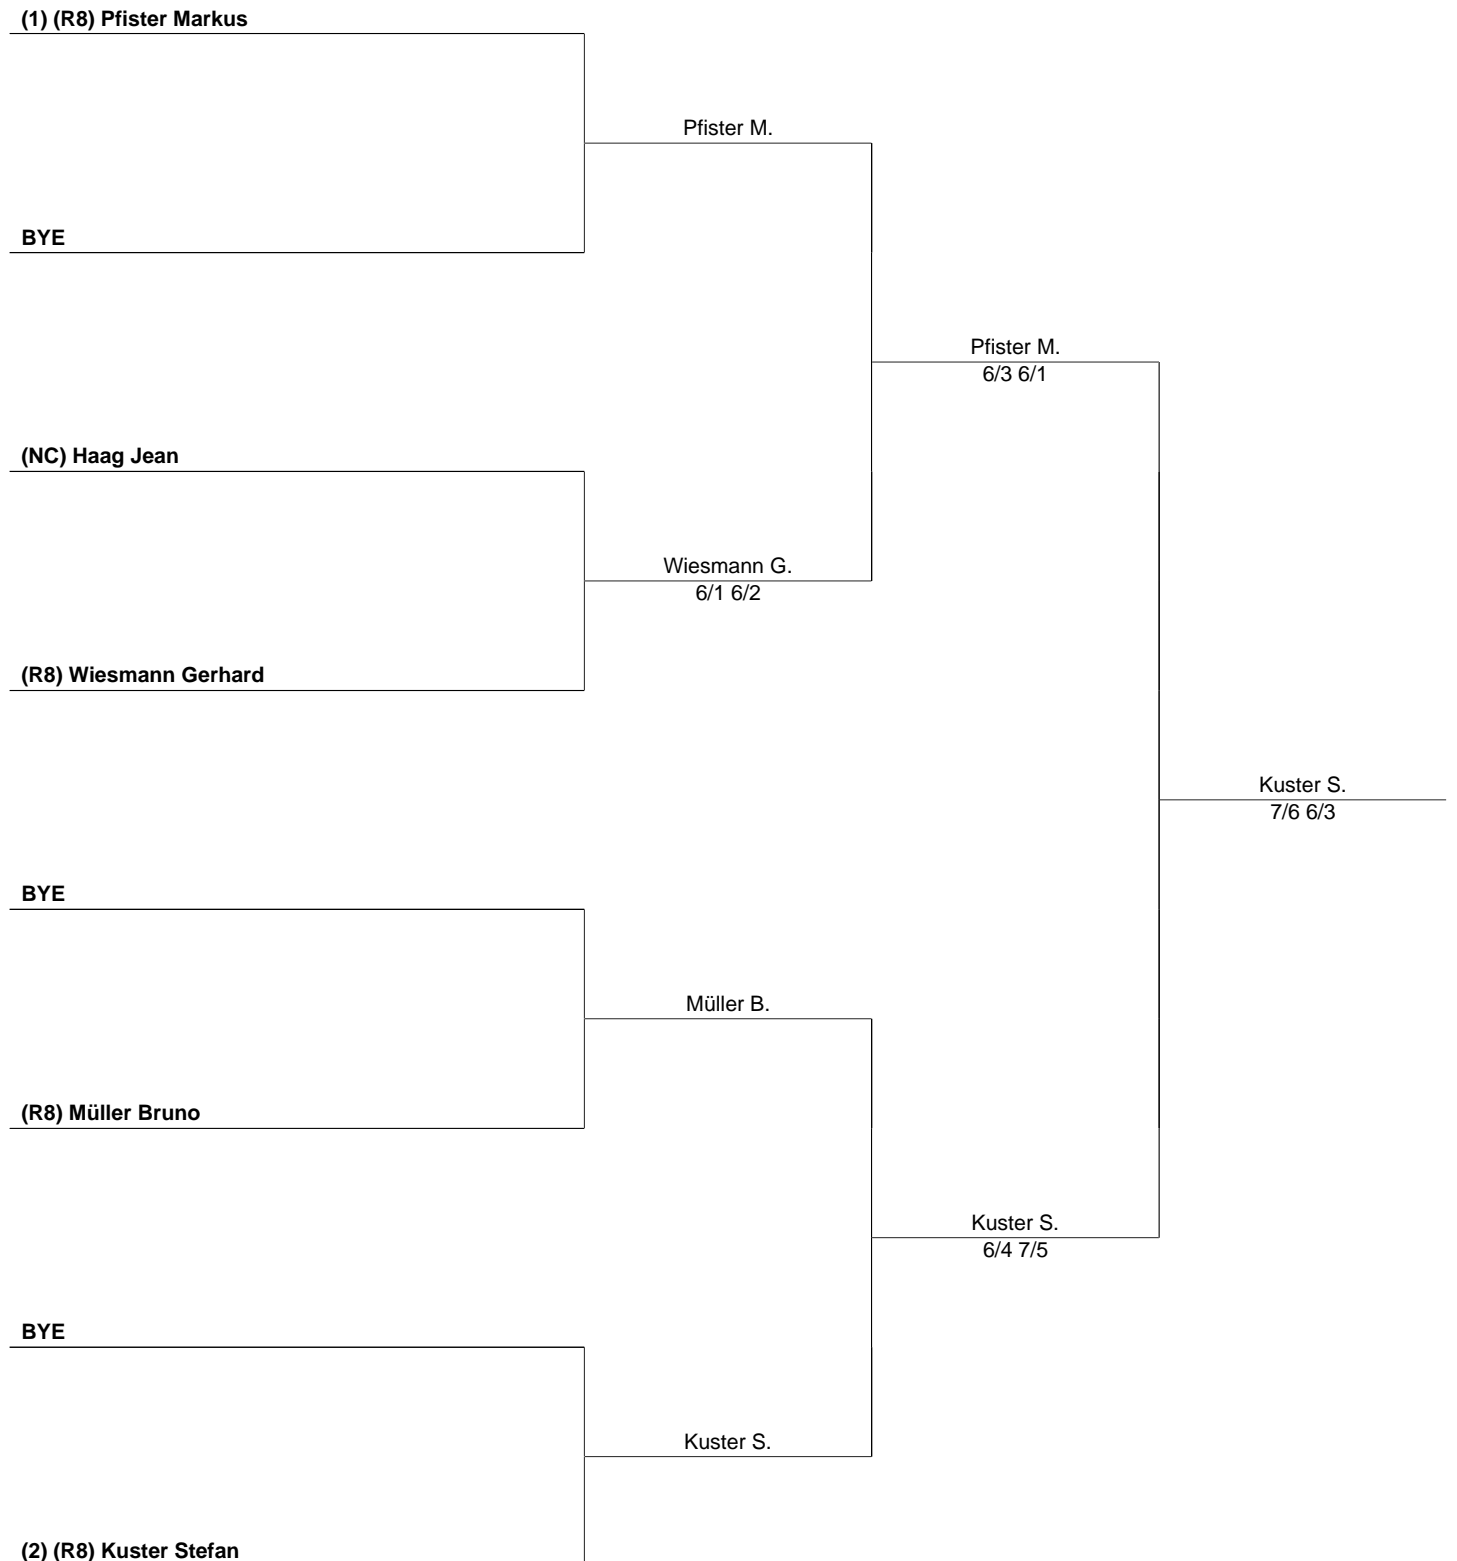 (1) (R8) Pfister Markus
Pfister M.
BYE
Pfister M.
6/3 6/1
(NC) Haag Jean
Wiesmann G.
6/1 6/2
(R8) Wiesmann Gerhard
Kuster S.
7/6 6/3
BYE
Müller B.
(R8) Müller Bruno
Kuster S.
6/4 7/5
BYE
Kuster S.
(2) (R8) Kuster Stefan